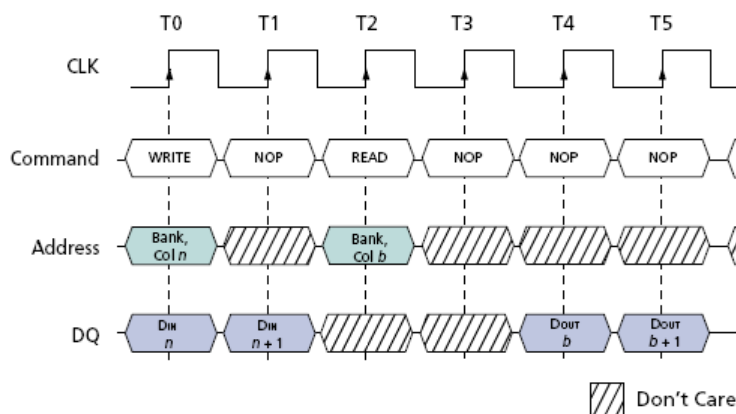 T0 T1 T2 T3 T4 T5
CLK
Command WRITE NOP READ NOP NOP NOP
Address Bank, Col n Bank, Col b
DQ DIN n DIN n + 1 DOUT b DOUT b + 1
Don't Care